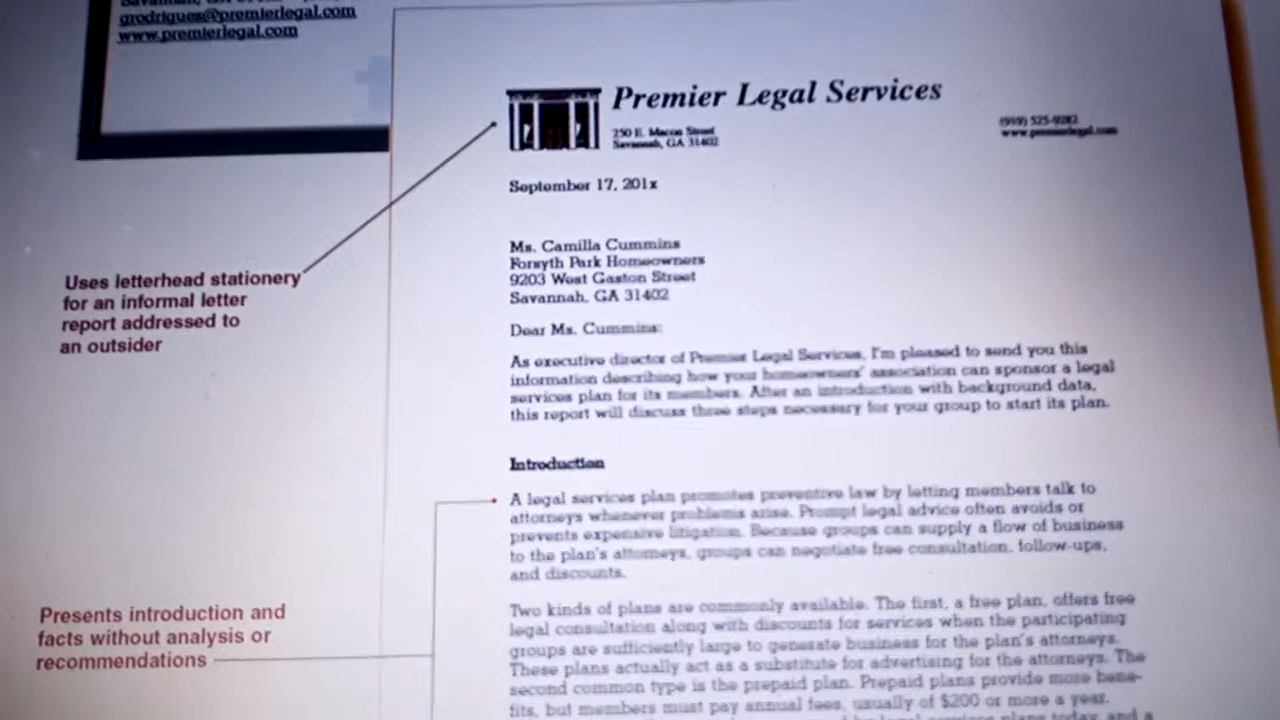 grodrigues@premierlegal.com
www.premierlegal.com
Premier Legal Services
250 E. Macon Street
Savannah, GA 31402
www.premierlegal.com
September 17, 201x
Ms. Camilla Cummins
Forsyth Park Homeowners
9203 West Gaston Street
Savannah, GA 31402
Dear Ms. Cummins:
As executive director of Premier Legal Services, I'm pleased to send you this
information describing how your homeowners' association can sponsor a legal
services plan for its members. After an introduction with background data,
this report will discuss three steps necessary for your group to start its plan.
Uses letterhead stationery
for an informal letter
report addressed to
an outsider
Introduction
A legal services plan promotes preventive law by letting members talk to
attorneys whenever problems arise. Prompt legal advice often avoids or
prevents expensive litigation. Because groups can supply a flow of business
to the plan's attorneys, groups can negotiate free consultation, follow-ups,
and discounts.
Two kinds of plans are commonly available. The first, a free plan, offers free
legal consultation along with discounts for services when the participating
groups are sufficiently large to generate business for the plan's attorneys.
These plans actually act as a substitute for advertising for the attorneys. The
second common type is the prepaid plan. Prepaid plans provide more bene-
fits, but members must pay annual fees, usually of $200 or more a year.
Presents introduction and
facts without analysis or
recommendations